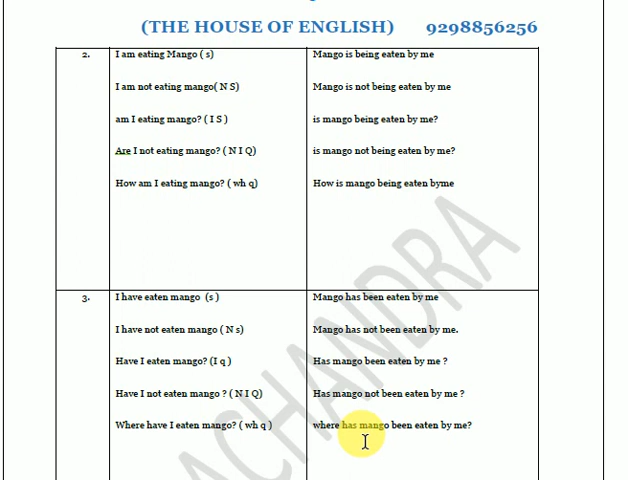 (THE HOUSE OF ENGLISH) 9298856256
2. I am eating Mango ( s) Mango is being eaten by me
I am not eating mango( N S) Mango is not being eaten by me
am I eating mango? ( I S ) is mango being eaten by me?
Are I not eating mango? ( N I Q) is mango not being eaten by me?
How am I eating mango? ( wh q) How is mango being eaten byme
3. I have eaten mango (s ) Mango has been eaten by me
I have not eaten mango ( N s) Mango has not been eaten by me.
Have I eaten mango? (I q ) Has mango been eaten by me ?
Have I not eaten mango ? ( N I Q) Has mango not been eaten by me ?
Where have I eaten mango? ( wh q ) where has mango been eaten by me?
ACHANDRA